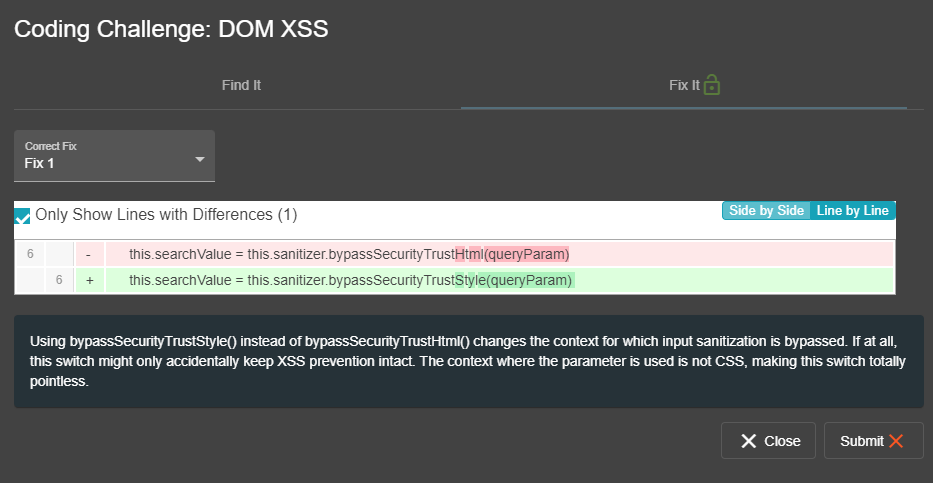 Coding Challenge: DOM XSS
Find It
Fix It
Correct Fix
Fix 1
Only Show Lines with Differences (1)
Side by Side Line by Line
6 - this.searchValue = this.sanitizer.bypassSecurityTrustHtml(queryParam)
6 + this.searchValue = this.sanitizer.bypassSecurityTrustStyle(queryParam)
Using bypassSecurityTrustStyle() instead of bypassSecurityTrustHtml() changes the context for which input sanitization is bypassed. If at all,
this switch might only accidentally keep XSS prevention intact. The context where the parameter is used is not CSS, making this switch totally
pointless.
Close
Submit